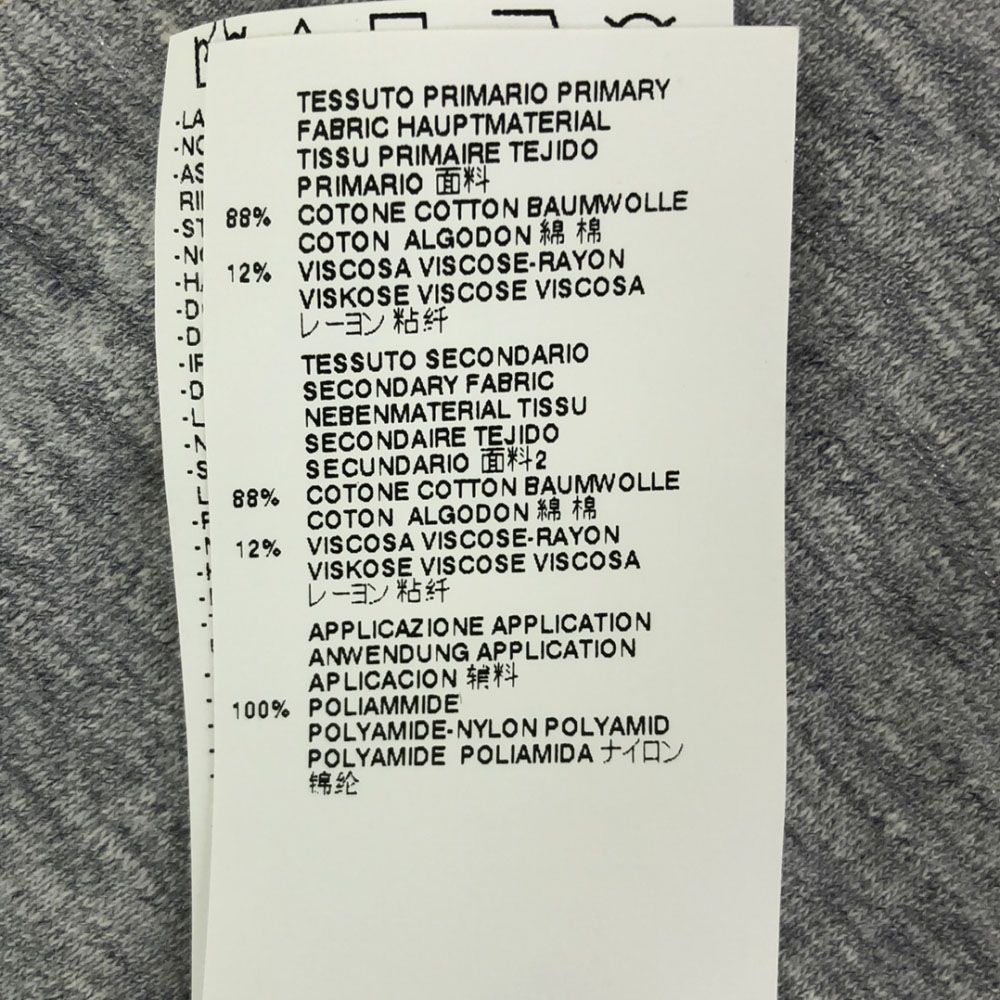 TESSUTO PRIMARIO PRIMARY
FABRIC HAUPTMATERIAL
TISSU PRIMAIRE TEJIDO
PRIMARIO 面料
88% COTONE COTTON BAUMWOLLE
COTON ALGODON 綿 棉
12% VISCOSA VISCOSE-RAYON
VISKOSE VISCOSE VISCOSA
レーヨン 粘纤
TESSUTO SECONDARIO
SECONDARY FABRIC
NEBENMATERIAL TISSU
SECONDAIRE TEJIDO
SECUNDARIO 面料2
88% COTONE COTTON BAUMWOLLE
COTON ALGODON 綿 棉
12% VISCOSA VISCOSE-RAYON
VISKOSE VISCOSE VISCOSA
レーヨン 粘纤
APPLICAZIONE APPLICATION
ANWENDUNG APPLICATION
APLICACION 辅料
100% POLIAMMIDE
POLYAMIDE-NYLON POLYAMID
POLYAMIDE POLIAMIDA ナイロン
锦纶